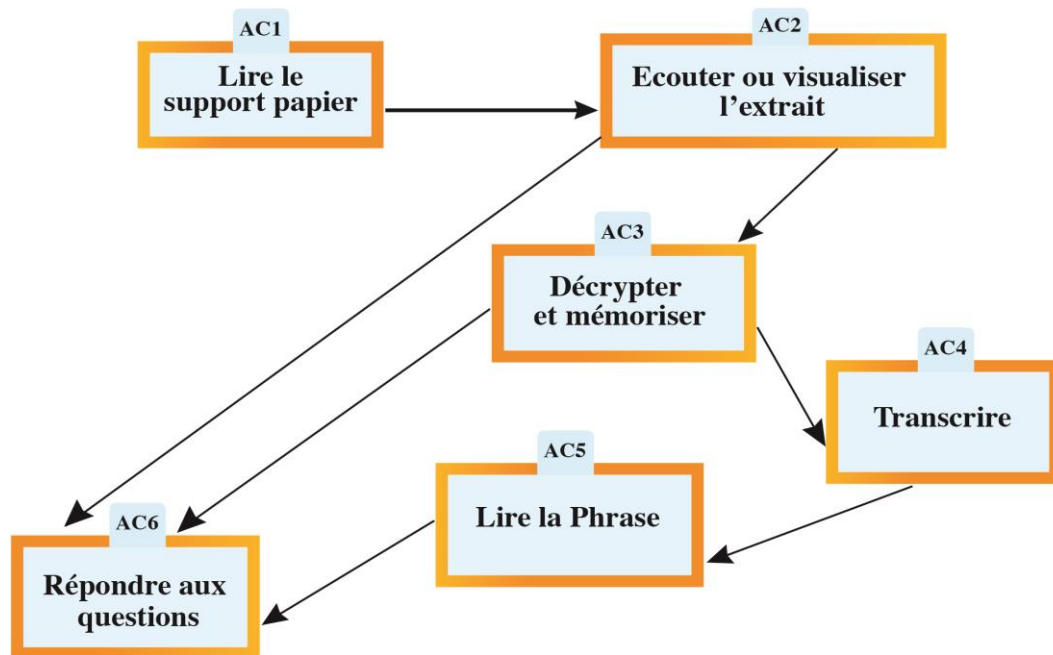 AC1
Lire le
support papier
AC2
Ecouter ou visualiser
l'extrait
AC3
Décrypter
et mémoriser
AC4
Transcrire
AC5
Lire la Phrase
AC6
Répondre aux
questions